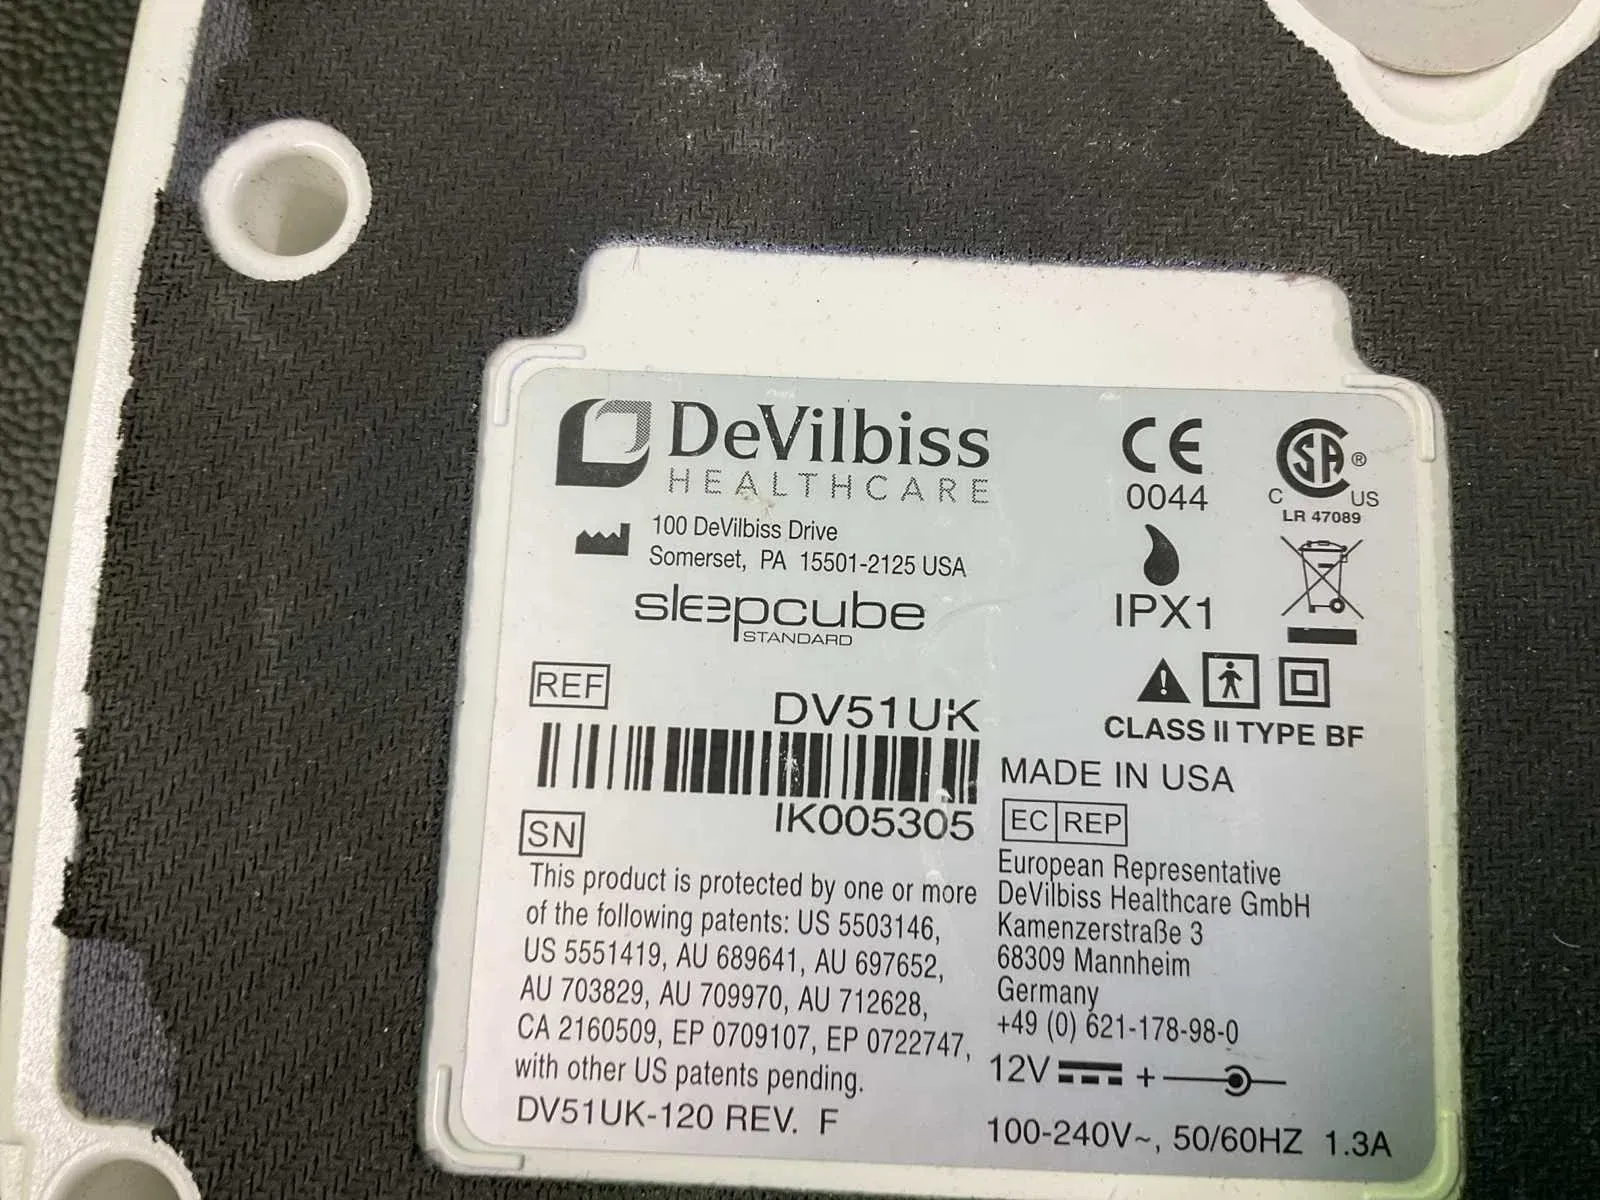 DeVilbiss
HEALTHCARE
100 DeVilbiss Drive
Somerset, PA 15501-2125 USA
sleepcube
STANDARD
REF
DV51UK
IK005305
SN
This product is protected by one or more
of the following patents: US 5503146,
US 5551419, AU 689641, AU 697652,
AU 703829, AU 709970, AU 712628,
CA 2160509, EP 0709107, EP 0722747,
with other US patents pending.
DV51UK-120 REV. F
CE
0044
SA ®
C US
LR 47089
IPX1
CLASS II TYPE BF
MADE IN USA
EC REP
European Representative
DeVilbiss Healthcare GmbH
Kamenzerstraße 3
68309 Mannheim
Germany
+49 (0) 621-178-98-0
12V +
100-240V~, 50/60HZ 1.3A